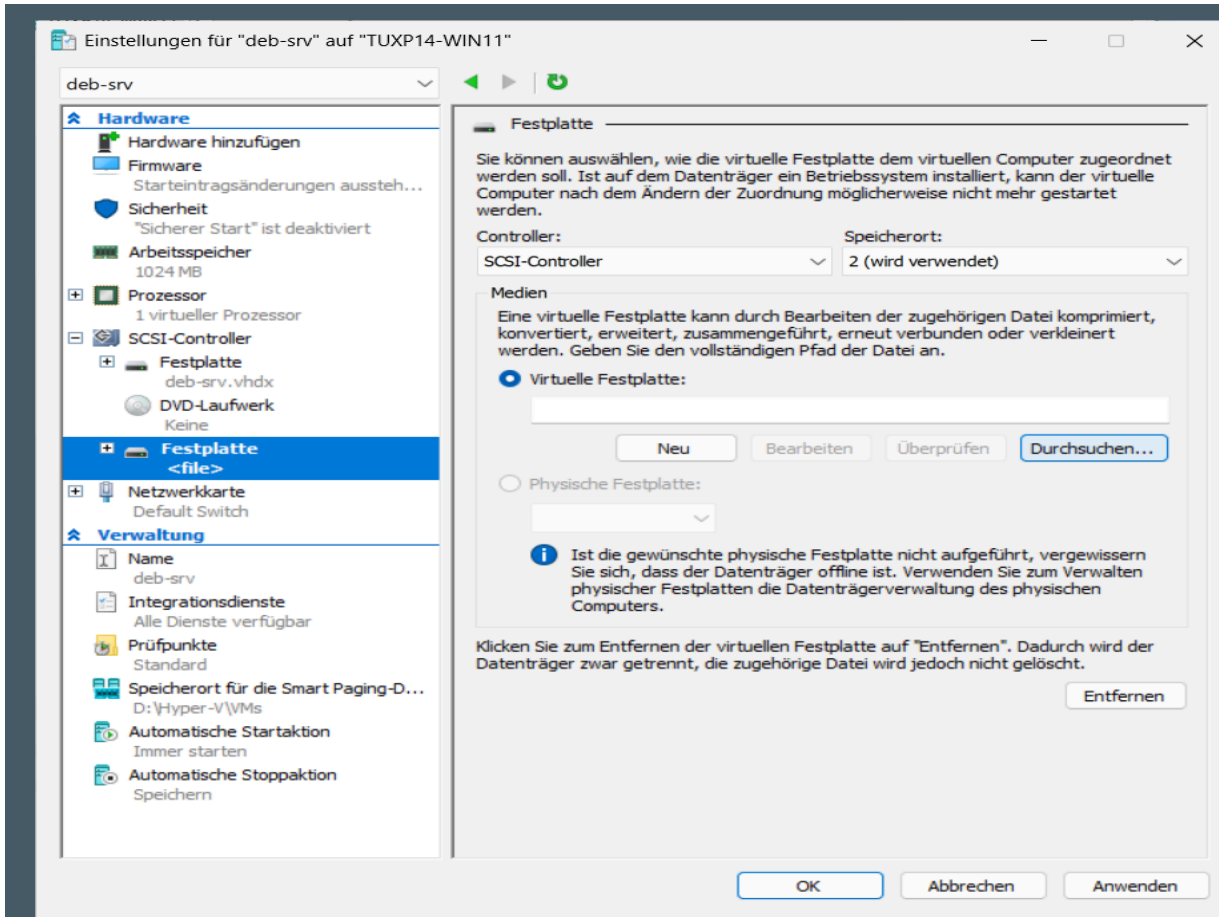 Einstellungen für "deb-srv" auf "TUXP14-WIN11"
deb-srv
Hardware
Hardware hinzufügen
Firmware
Starteintragsänderungen aussteh...
Sicherheit
"Sicherer Start" ist deaktiviert
Arbeitsspeicher
1024 MB
Prozessor
1 virtueller Prozessor
SCSI-Controller
Festplatte
deb-srv.vhdx
DVD-Laufwerk
Keine
Festplatte
<file>
Netzwerkkarte
Default Switch
Verwaltung
Name
deb-srv
Integrationsdienste
Alle Dienste verfügbar
Prüfpunkte
Standard
Speicherort für die Smart Paging-D...
D:\Hyper-V\VMs
Automatische Startaktion
Immer starten
Automatische Stoppaktion
Speichern
Festplatte
Sie können auswählen, wie die virtuelle Festplatte dem virtuellen Computer zugeordnet
werden soll. Ist auf dem Datenträger ein Betriebssystem installiert, kann der virtuelle
Computer nach dem Ändern der Zuordnung möglicherweise nicht mehr gestartet
werden.
Controller:
Speicherort:
SCSI-Controller
2 (wird verwendet)
Medien
Eine virtuelle Festplatte kann durch Bearbeiten der zugehörigen Datei komprimiert,
konvertiert, erweitert, zusammengeführt, erneut verbunden oder verkleinert
werden. Geben Sie den vollständigen Pfad der Datei an.
Virtuelle Festplatte:
Neu
Bearbeiten
Überprüfen
Durchsuchen...
Physische Festplatte:
Ist die gewünschte physische Festplatte nicht aufgeführt, vergewissern
Sie sich, dass der Datenträger offline ist. Verwenden Sie zum Verwalten
physischer Festplatten die Datenträgerverwaltung des physischen
Computers.
Klicken Sie zum Entfernen der virtuellen Festplatte auf "Entfernen". Dadurch wird der
Datenträger zwar getrennt, die zugehörige Datei wird jedoch nicht gelöscht.
Entfernen
OK
Abbrechen
Anwenden